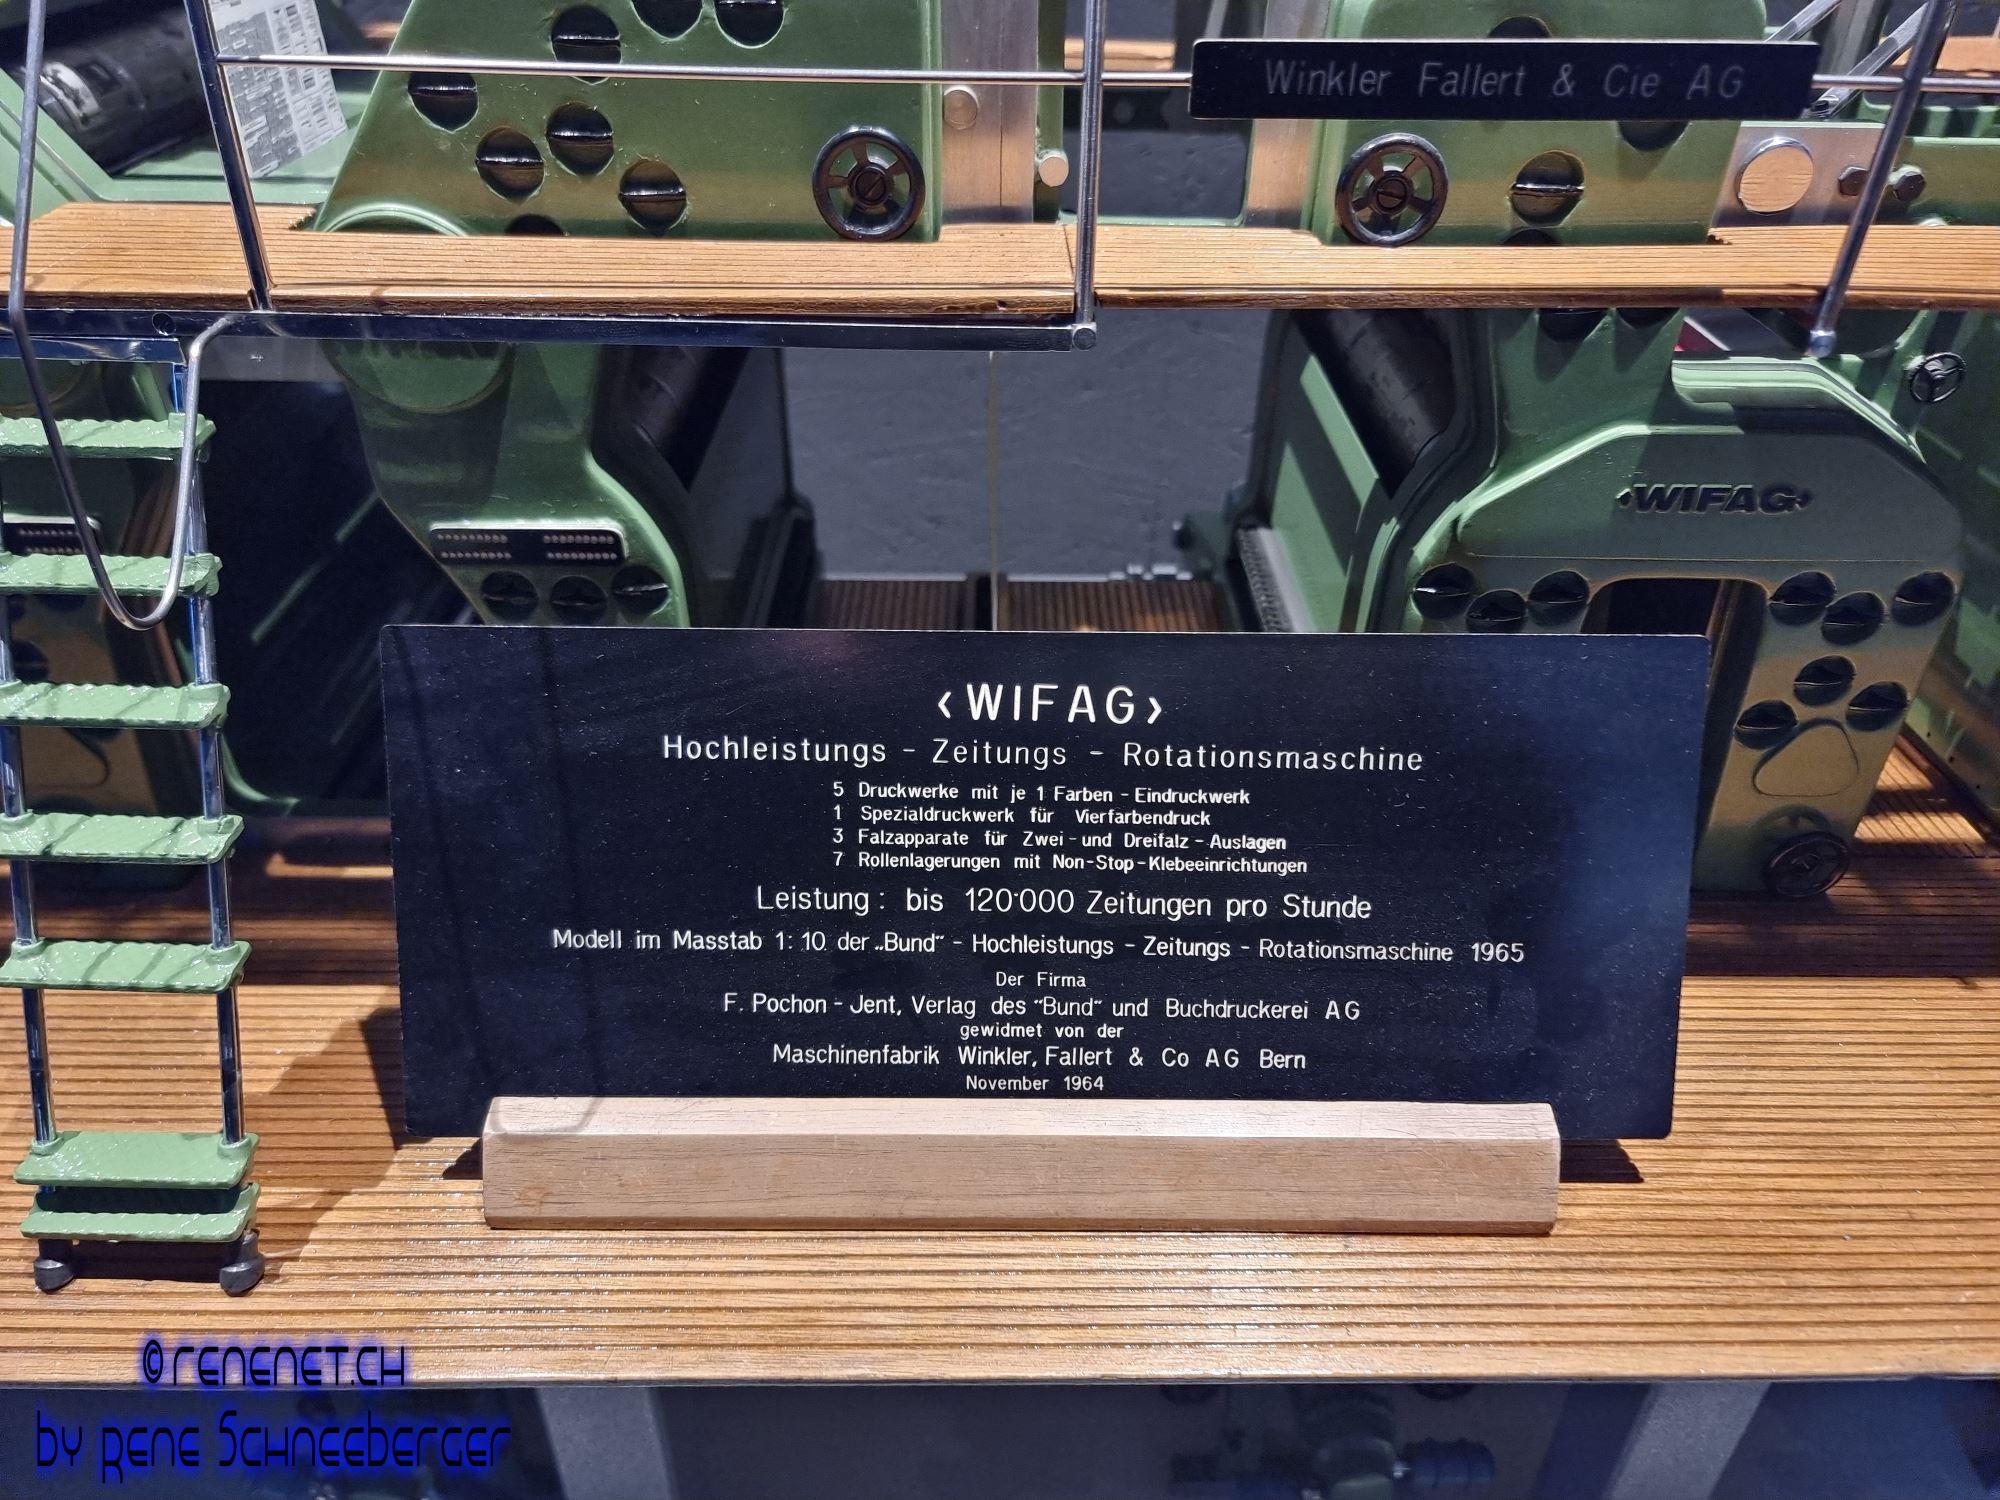 Winkler Fallert & Cie AG
‹WIFAG›
‹WIFAG›
Hochleistungs - Zeitungs - Rotationsmaschine
5 Druckwerke mit je 1 Farben - Eindruckwerk
1 Spezialdruckwerk für Vierfarbendruck
3 Falzapparate für Zwei - und Dreifalz - Auslagen
7 Rollenlagerungen mit Non-Stop-Klebeeinrichtungen
Leistung : bis 120'000 Zeitungen pro Stunde
Modell im Masstab 1 : 10 der „Bund" - Hochleistungs - Zeitungs - Rotationsmaschine 1965
Der Firma
F. Pochon - Jent, Verlag des "Bund" und Buchdruckerei AG
gewidmet von der
Maschinenfabrik Winkler, Fallert & Co AG Bern
November 1964
©renenet.ch
by Rene Schneeberger